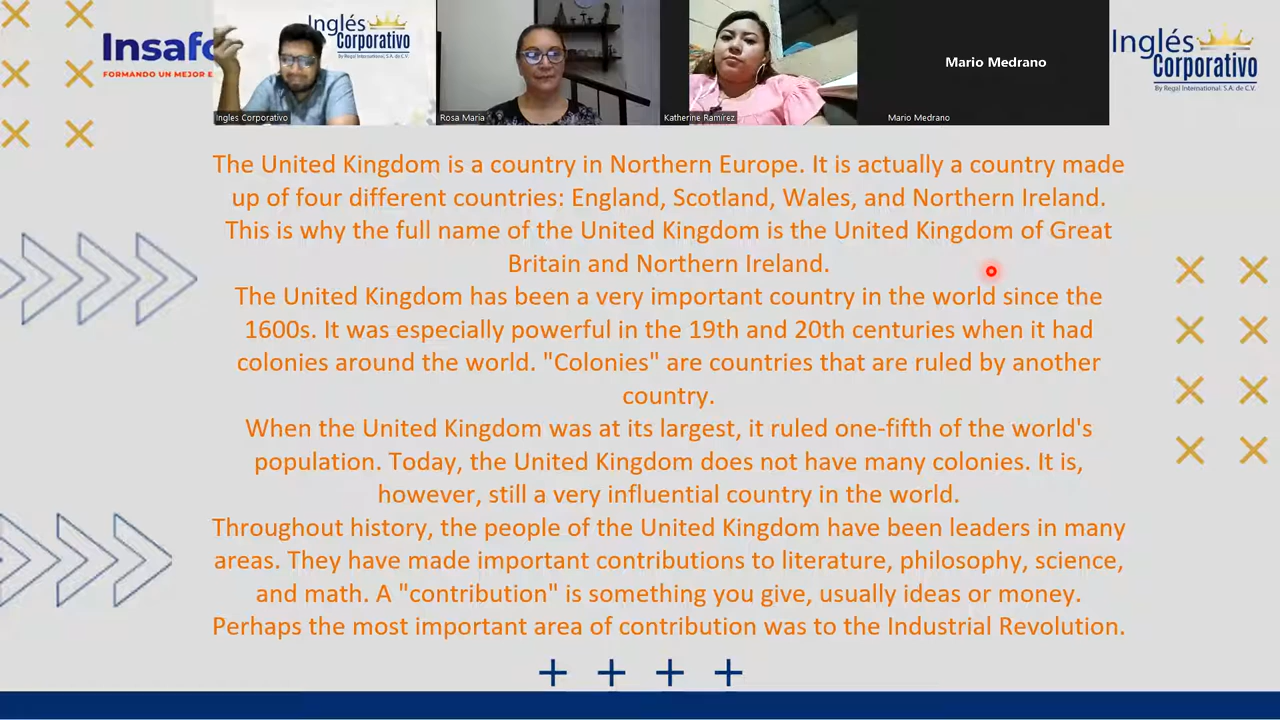 Insafo
FORMANDO UN MEJOR E
Inglés
Corporativo
By Regal International, S.A. de C.V.
Ingles Corporativo
Rosa Maria
Katherine Ramírez
Mario Medrano
Mario Medrano
Inglés
Corporativo
By Regal International, S.A. de C.V.
The United Kingdom is a country in Northern Europe. It is actually a country made
up of four different countries: England, Scotland, Wales, and Northern Ireland.
This is why the full name of the United Kingdom is the United Kingdom of Great
Britain and Northern Ireland.
The United Kingdom has been a very important country in the world since the
1600s. It was especially powerful in the 19th and 20th centuries when it had
colonies around the world. "Colonies" are countries that are ruled by another
country.
When the United Kingdom was at its largest, it ruled one-fifth of the world's
population. Today, the United Kingdom does not have many colonies. It is,
however, still a very influential country in the world.
Throughout history, the people of the United Kingdom have been leaders in many
areas. They have made important contributions to literature, philosophy, science,
and math. A "contribution" is something you give, usually ideas or money.
Perhaps the most important area of contribution was to the Industrial Revolution.